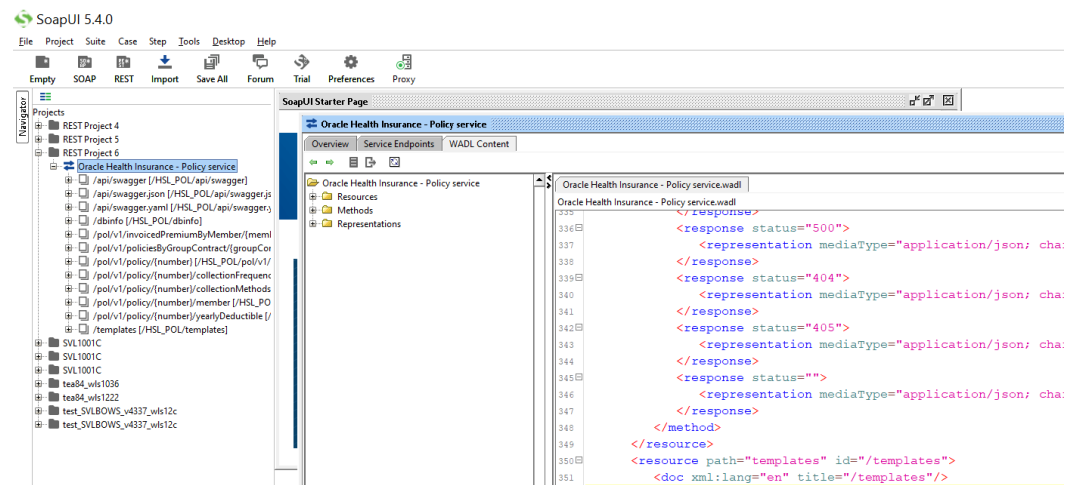 SoapUI 5.4.0
File Project Suite Case Step Tools Desktop Help
Empty SOAP REST Import Save All Forum Trial Preferences Proxy
Navigator
Projects
REST Project 4
REST Project 5
REST Project 6
Oracle Health Insurance - Policy service
/api/swagger [/HSL_POL/api/swagger]
/api/swagger.json [/HSL_POL/api/swagger.js
/api/swagger.yaml [/HSL_POL/api/swagger.y
/dbinfo [/HSL_POL/dbinfo]
/pol/v1/invoicedPremiumByMember/{meml
/pol/v1/policiesByGroupContract/{groupCor
/pol/v1/policy/{number} [/HSL_POL/pol/v1/
/pol/v1/policy/{number}/collectionFrequenc
/pol/v1/policy/{number}/collectionMethods
/pol/v1/policy/{number}/member [/HSL_PO
/pol/v1/policy/{number}/yearlyDeductible [/
/templates [/HSL_POL/templates]
SVL1001C
SVL1001C
SVL1001C
tea84_wls1036
tea84_wls1222
test_SVLBOWS_v4337_wls12c
test_SVLBOWS_v4337_wls12c
SoapUI Starter Page
Oracle Health Insurance - Policy service
Overview Service Endpoints WADL Content
Oracle Health Insurance - Policy service
Resources
Methods
Representations
Oracle Health Insurance - Policy service.wadl
Oracle Health Insurance - Policy service.wadl
335 </response>
336 <response status="500">
337 <representation mediaType="application/json; cha
338 </response>
339 <response status="404">
340 <representation mediaType="application/json; cha
341 </response>
342 <response status="405">
343 <representation mediaType="application/json; cha
344 </response>
345 <response status="">
346 <representation mediaType="application/json; cha
347 </response>
348 </method>
349 </resource>
350 <resource path="templates" id="/templates">
351 <doc xml:lang="en" title="/templates"/>